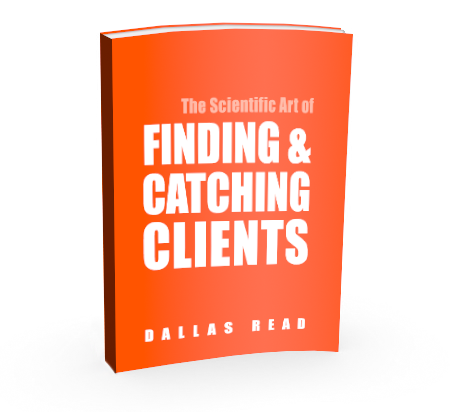 The Scientific Art of
FINDING &
CATCHING
CLIENTS
DALLAS READ